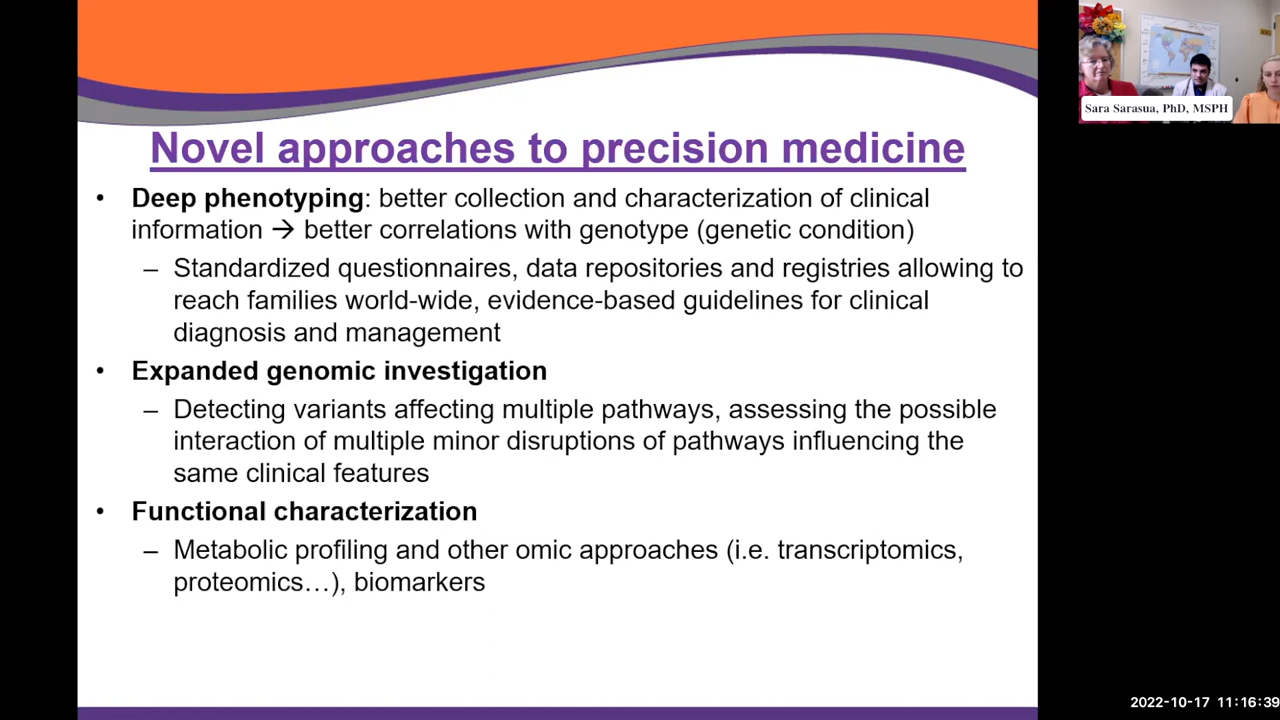 Novel approaches to precision medicine
• Deep phenotyping: better collection and characterization of clinical
information → better correlations with genotype (genetic condition)
– Standardized questionnaires, data repositories and registries allowing to
reach families world-wide, evidence-based guidelines for clinical
diagnosis and management
• Expanded genomic investigation
– Detecting variants affecting multiple pathways, assessing the possible
interaction of multiple minor disruptions of pathways influencing the
same clinical features
• Functional characterization
– Metabolic profiling and other omic approaches (i.e. transcriptomics,
proteomics…), biomarkers
Sara Sarasua, PhD, MSPH
2022-10-17 11:16:39